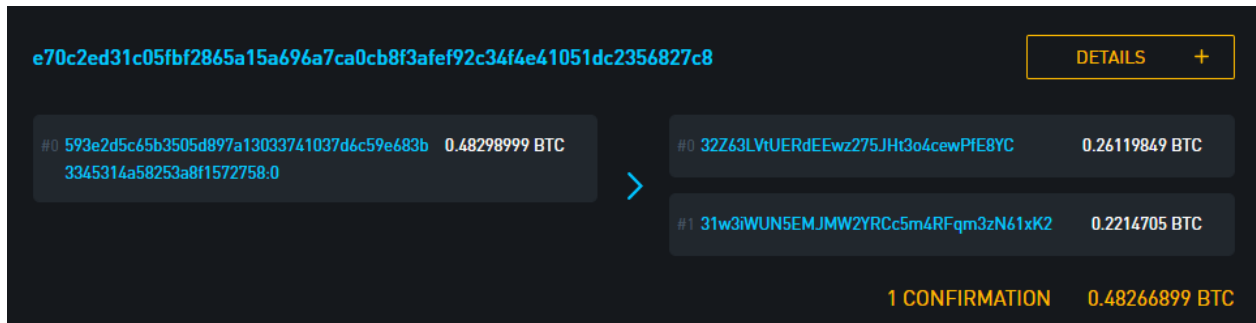 e70c2ed31c05fbf2865a15a696a7ca0cb8f3afef92c34f4e41051dc2356827c8
DETAILS +
#0 593e2d5c65b3505d897a13033741037d6c59e683b 0.48298999 BTC
3345314a58253a8f1572758:0
>
#0 32Z63LVtUERdEEwz275JHt3o4cewPfE8YC 0.26119849 BTC
#1 31w3iWUN5EMJMW2YRCc5m4RFqm3zN61xK2 0.2214705 BTC
1 CONFIRMATION 0.48266899 BTC